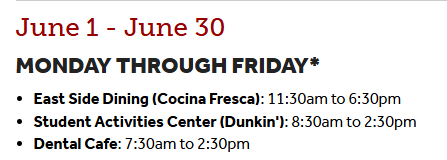 June 1 - June 30
MONDAY THROUGH FRIDAY*
• East Side Dining (Cocina Fresca): 11:30am to 6:30pm
• Student Activities Center (Dunkin'): 8:30am to 2:30pm
• Dental Cafe: 7:30am to 2:30pm